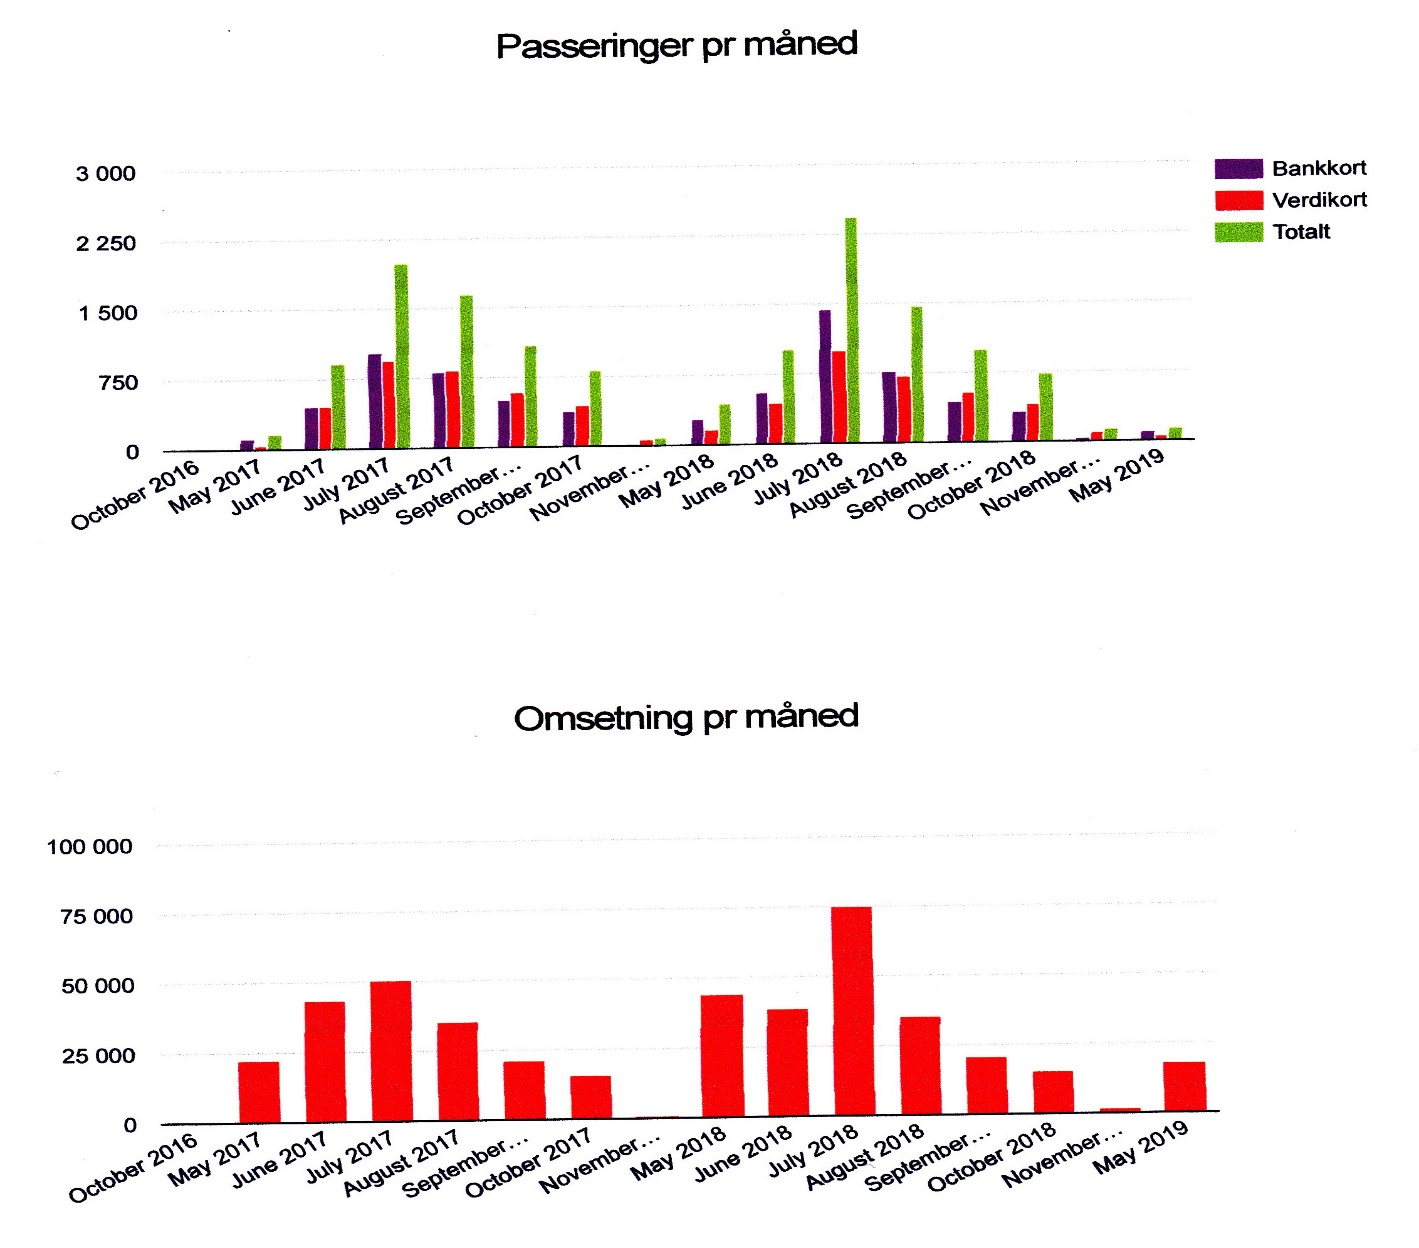 Passeringer pr måned
3 000
2 250
1 500
750
0
Bankkort
Verdikort
Totalt
October 2016
May 2017
June 2017
July 2017
August 2017
September...
October 2017
November...
May 2018
June 2018
July 2018
August 2018
September...
October 2018
November...
May 2019
Omsetning pr måned
100 000
75 000
50 000
25 000
0
October 2016
May 2017
June 2017
July 2017
August 2017
September...
October 2017
November...
May 2018
June 2018
July 2018
August 2018
September...
October 2018
November...
May 2019